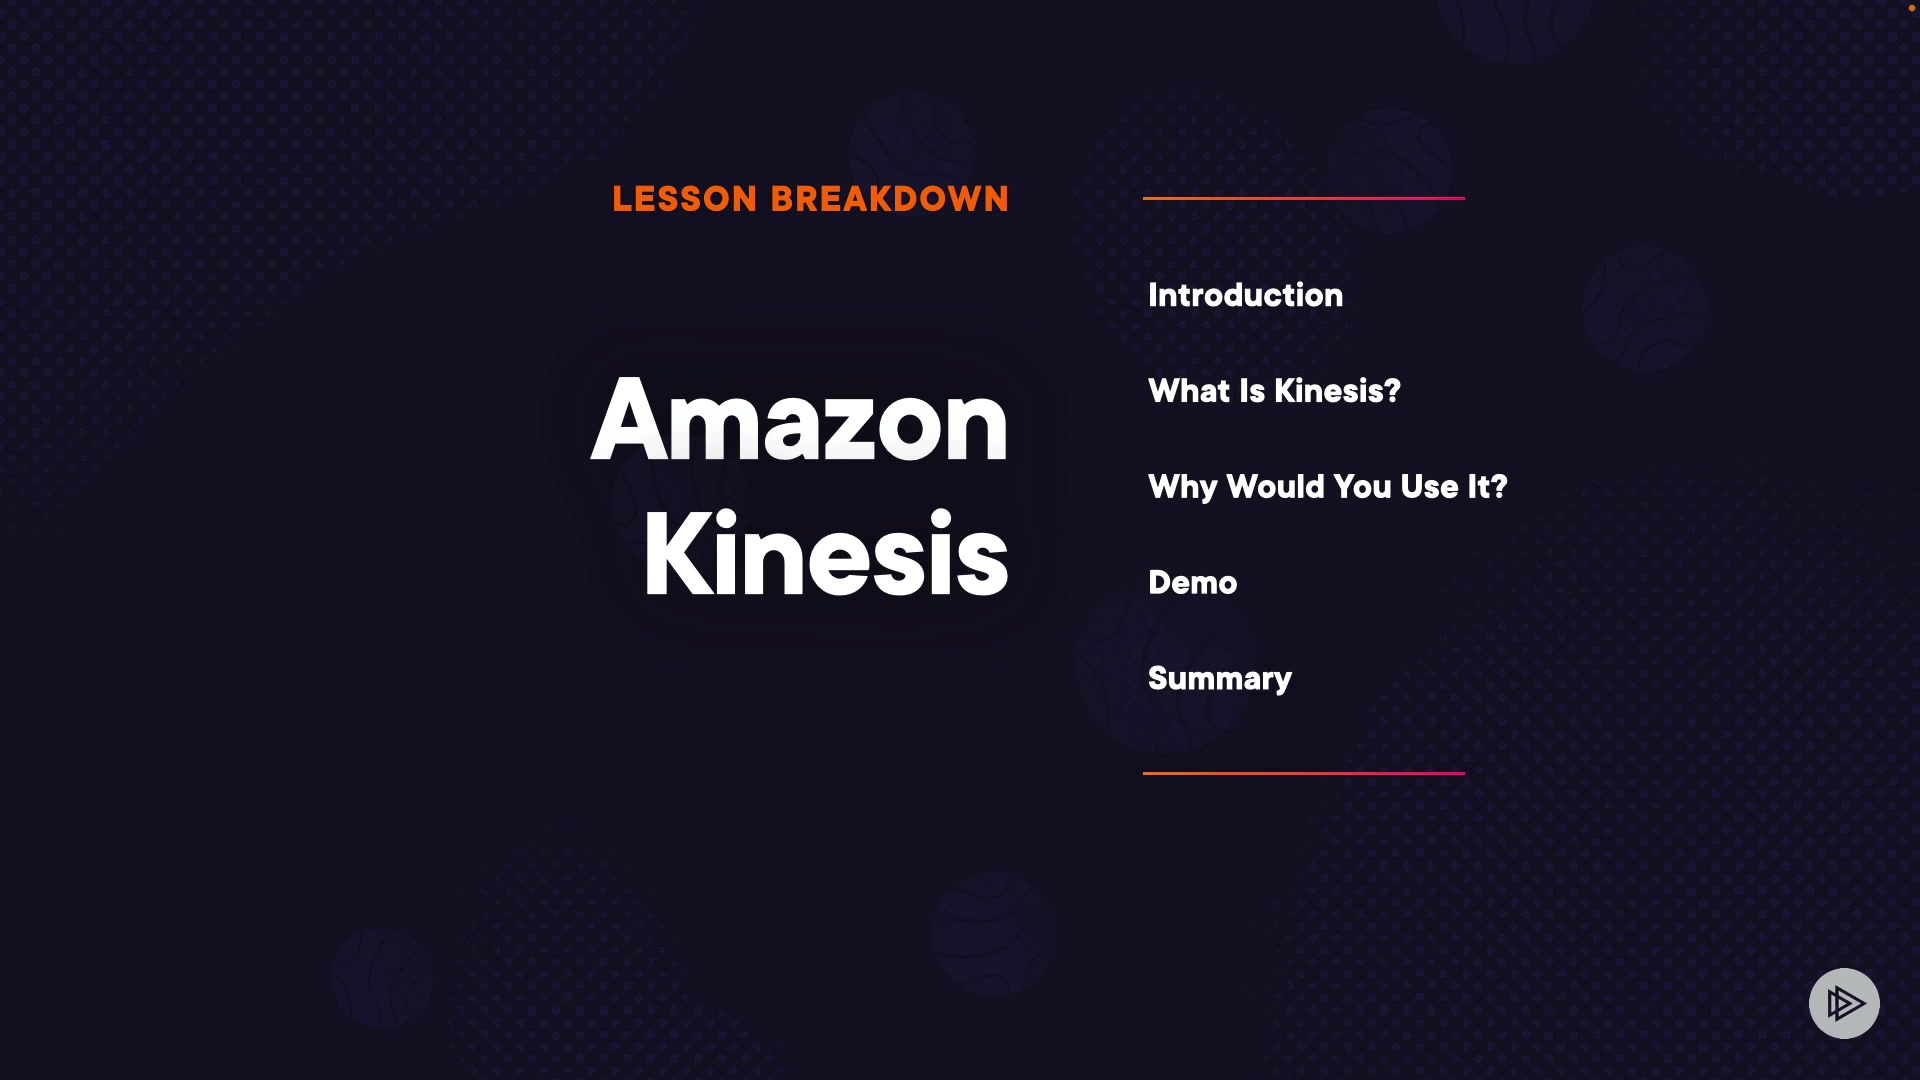 LESSON BREAKDOWN
Amazon
Kinesis
Introduction
What Is Kinesis?
Why Would You Use It?
Demo
Summary